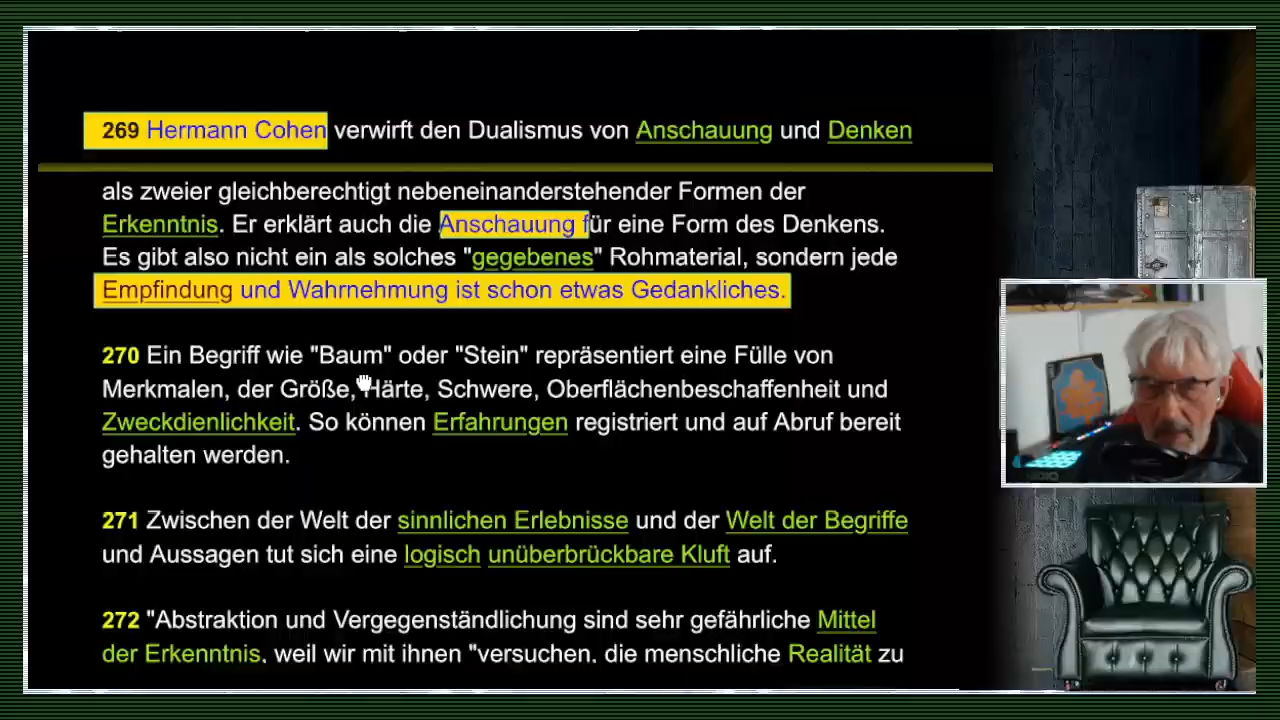 269 Hermann Cohen verwirft den Dualismus von Anschauung und Denken
als zweier gleichberechtigt nebeneinanderstehender Formen der
Erkenntnis. Er erklärt auch die Anschauung für eine Form des Denkens.
Es gibt also nicht ein als solches "gegebenes" Rohmaterial, sondern jede
Empfindung und Wahrnehmung ist schon etwas Gedankliches.
270 Ein Begriff wie "Baum" oder "Stein" repräsentiert eine Fülle von
Merkmalen, der Größe, Härte, Schwere, Oberflächenbeschaffenheit und
Zweckdienlichkeit. So können Erfahrungen registriert und auf Abruf bereit
gehalten werden.
271 Zwischen der Welt der sinnlichen Erlebnisse und der Welt der Begriffe
und Aussagen tut sich eine logisch unüberbrückbare Kluft auf.
272 "Abstraktion und Vergegenständlichung sind sehr gefährliche Mittel
der Erkenntnis, weil wir mit ihnen "versuchen, die menschliche Realität zu